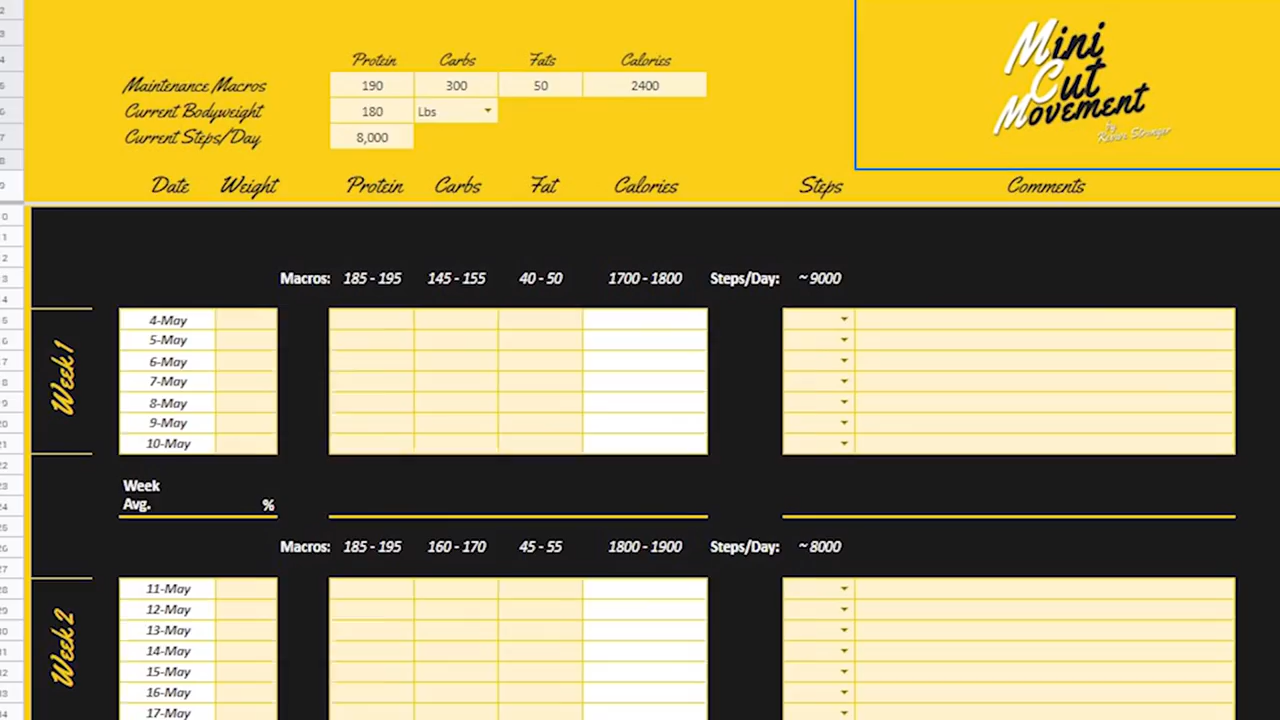 Mini
Cut
Movement
by
Protein Carbs Fats Calories
Maintenance Macros 190 300 50 2400
Current Bodyweight 180 Lbs
Current Steps/Day 8,000
Date Weight Protein Carbs Fat Calories Steps Comments
Macros: 185 - 195 145 - 155 40 - 50 1700 - 1800 Steps/Day: ~ 9000
Week 1
4-May
5-May
6-May
7-May
8-May
9-May
10-May
Week
Avg. %
Macros: 185 - 195 160 - 170 45 - 55 1800 - 1900 Steps/Day: ~ 8000
Week 2
11-May
12-May
13-May
14-May
15-May
16-May
17-May